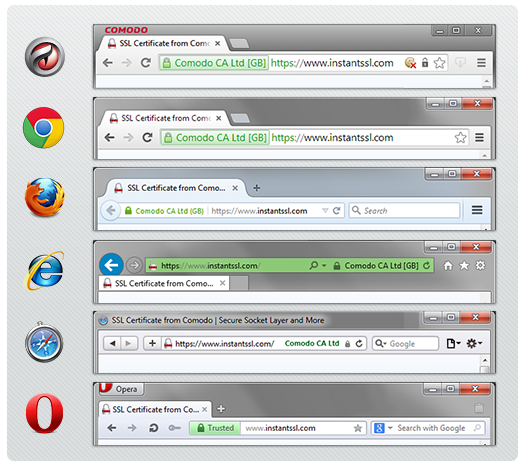 COMODO
SSL Certificate from Como
Comodo CA Ltd [GB] https://www.instantssl.com
SSL Certificate from Como
Comodo CA Ltd [GB] https://www.instantssl.com
SSL Certificate from Como...
Comodo CA Ltd (GB) https://www.instantssl.com Search
https://www.instantssl.com/ Comodo CA Ltd [GB]
SSL Certificate from Como...
SSL Certificate from Comodo | Secure Socket Layer and More
https://www.instantssl.com/ Comodo CA Ltd Google
Opera
SSL Certificate from Co...
Trusted www.instantssl.com 8 Search with Google